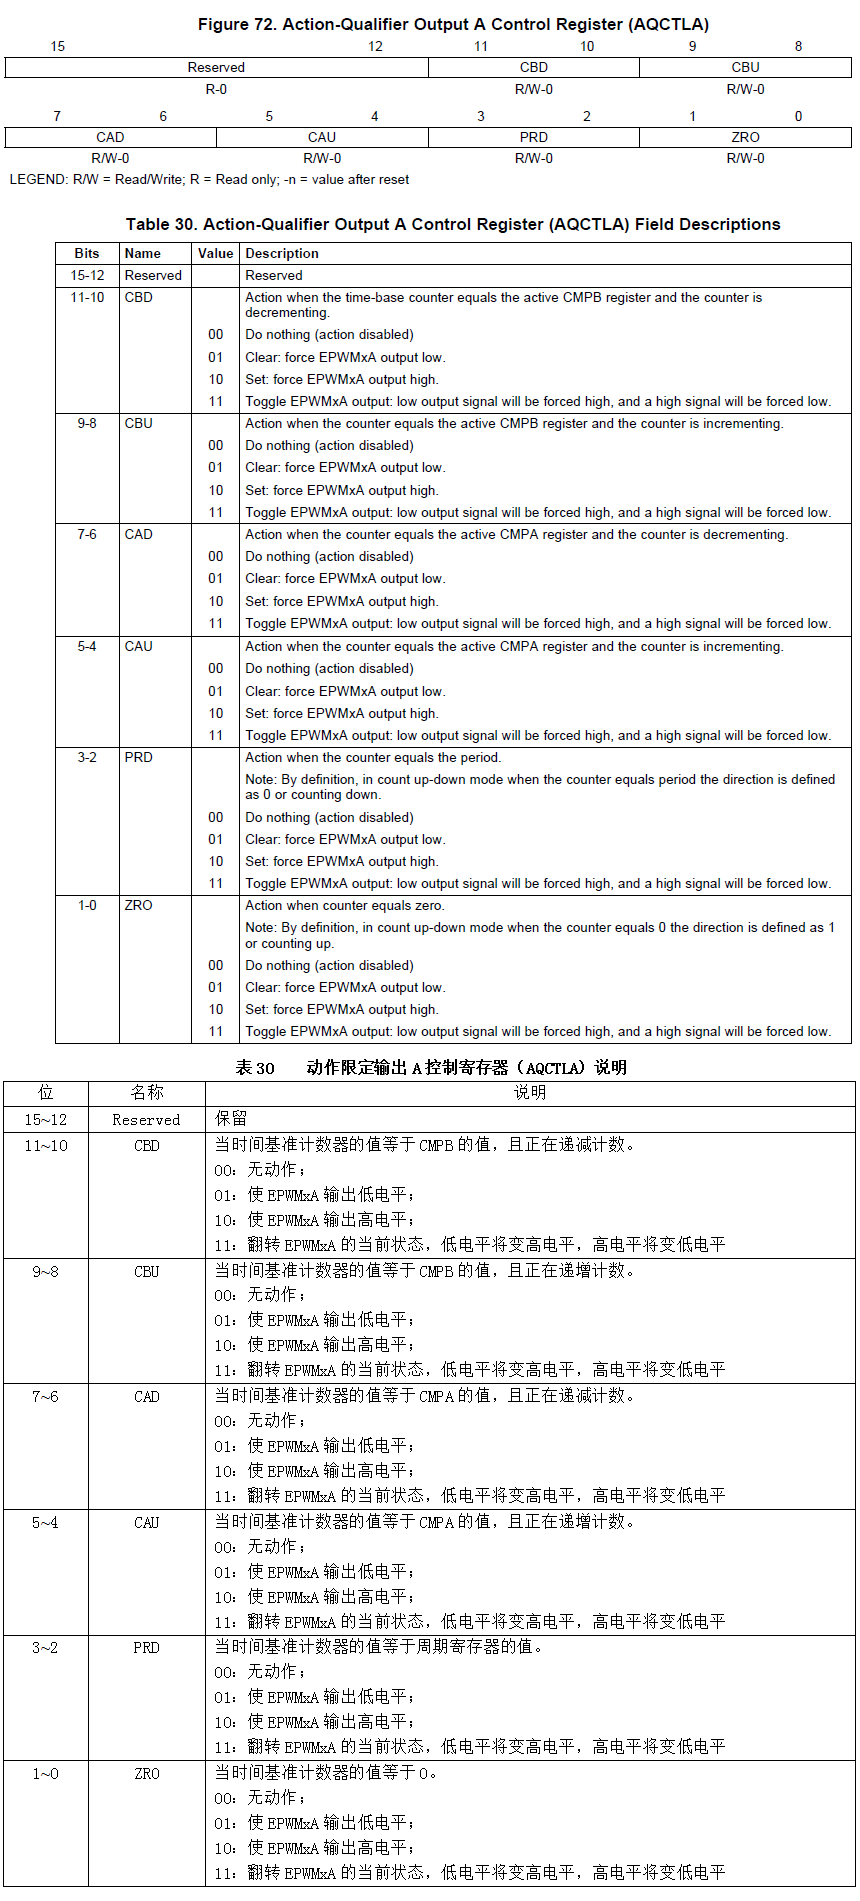 Figure 72. Action-Qualifier Output A Control Register (AQCTLA)
15 12 11 10 9 8
Reserved CBD CBU
R-0 R/W-0 R/W-0
7 6 5 4 3 2 1 0
CAD CAU PRD ZRO
R/W-0 R/W-0 R/W-0 R/W-0
LEGEND: R/W = Read/Write; R = Read only; -n = value after reset
Table 30. Action-Qualifier Output A Control Register (AQCTLA) Field Descriptions
Bits Name Value Description
15-12 Reserved Reserved
11-10 CBD Action when the time-base counter equals the active CMPB register and the counter is
decrementing.
00 Do nothing (action disabled)
01 Clear: force EPWMxA output low.
10 Set: force EPWMxA output high.
11 Toggle EPWMxA output: low output signal will be forced high, and a high signal will be forced low.
9-8 CBU Action when the counter equals the active CMPB register and the counter is incrementing.
00 Do nothing (action disabled)
01 Clear: force EPWMxA output low.
10 Set: force EPWMxA output high.
11 Toggle EPWMxA output: low output signal will be forced high, and a high signal will be forced low.
7-6 CAD Action when the counter equals the active CMPA register and the counter is decrementing.
00 Do nothing (action disabled)
01 Clear: force EPWMxA output low.
10 Set: force EPWMxA output high.
11 Toggle EPWMxA output: low output signal will be forced high, and a high signal will be forced low.
5-4 CAU Action when the counter equals the active CMPA register and the counter is incrementing.
00 Do nothing (action disabled)
01 Clear: force EPWMxA output low.
10 Set: force EPWMxA output high.
11 Toggle EPWMxA output: low output signal will be forced high, and a high signal will be forced low.
3-2 PRD Action when the counter equals the period.
Note: By definition, in count up-down mode when the counter equals period the direction is defined
as 0 or counting down.
00 Do nothing (action disabled)
01 Clear: force EPWMxA output low.
10 Set: force EPWMxA output high.
11 Toggle EPWMxA output: low output signal will be forced high, and a high signal will be forced low.
1-0 ZRO Action when counter equals zero.
Note: By definition, in count up-down mode when the counter equals 0 the direction is defined as 1
or counting up.
00 Do nothing (action disabled)
01 Clear: force EPWMxA output low.
10 Set: force EPWMxA output high.
11 Toggle EPWMxA output: low output signal will be forced high, and a high signal will be forced low.
表 30 动作限定输出 A 控制寄存器（AQCTLA）说明
位 名称 说明
15~12 Reserved 保留
11~10 CBD 当时间基准计数器的值等于 CMPB 的值，且正在递减计数。
00：无动作；
01：使 EPWMxA 输出低电平；
10：使 EPWMxA 输出高电平；
11：翻转 EPWMxA 的当前状态，低电平将变高电平，高电平将变低电平
9~8 CBU 当时间基准计数器的值等于 CMPB 的值，且正在递增计数。
00：无动作；
01：使 EPWMxA 输出低电平；
10：使 EPWMxA 输出高电平；
11：翻转 EPWMxA 的当前状态，低电平将变高电平，高电平将变低电平
7~6 CAD 当时间基准计数器的值等于 CMPA 的值，且正在递减计数。
00：无动作；
01：使 EPWMxA 输出低电平；
10：使 EPWMxA 输出高电平；
11：翻转 EPWMxA 的当前状态，低电平将变高电平，高电平将变低电平
5~4 CAU 当时间基准计数器的值等于 CMPA 的值，且正在递增计数。
00：无动作；
01：使 EPWMxA 输出低电平；
10：使 EPWMxA 输出高电平；
11：翻转 EPWMxA 的当前状态，低电平将变高电平，高电平将变低电平
3~2 PRD 当时间基准计数器的值等于周期寄存器的值。
00：无动作；
01：使 EPWMxA 输出低电平；
10：使 EPWMxA 输出高电平；
11：翻转 EPWMxA 的当前状态，低电平将变高电平，高电平将变低电平
1~0 ZRO 当时间基准计数器的值等于 0。
00：无动作；
01：使 EPWMxA 输出低电平；
10：使 EPWMxA 输出高电平；
11：翻转 EPWMxA 的当前状态，低电平将变高电平，高电平将变低电平